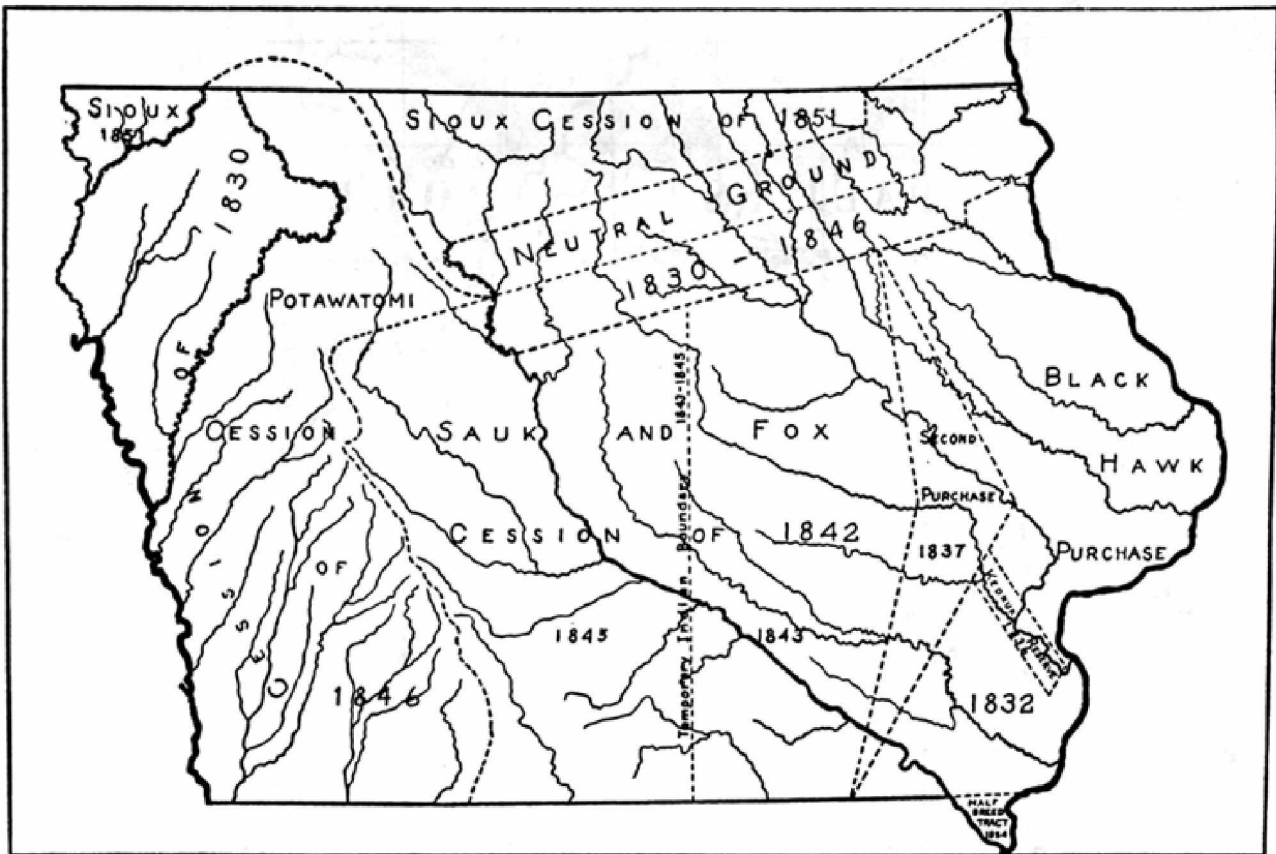 SIOUX
1851
SIOUX CESSION OF 1851
1830
OF
CESSION
NEUTRAL GROUND
1830 - 1846
POTAWATOMI
CESSION
OF
1846
SAUK AND FOX
CESSION OF 1842
1843-1845
Temporary Indian Boundary
1845
1843
BLACK
HAWK
PURCHASE
1832
SECOND
PURCHASE
1837
KEOKUK'S
RESERVE
HALF
BREED
TRACT